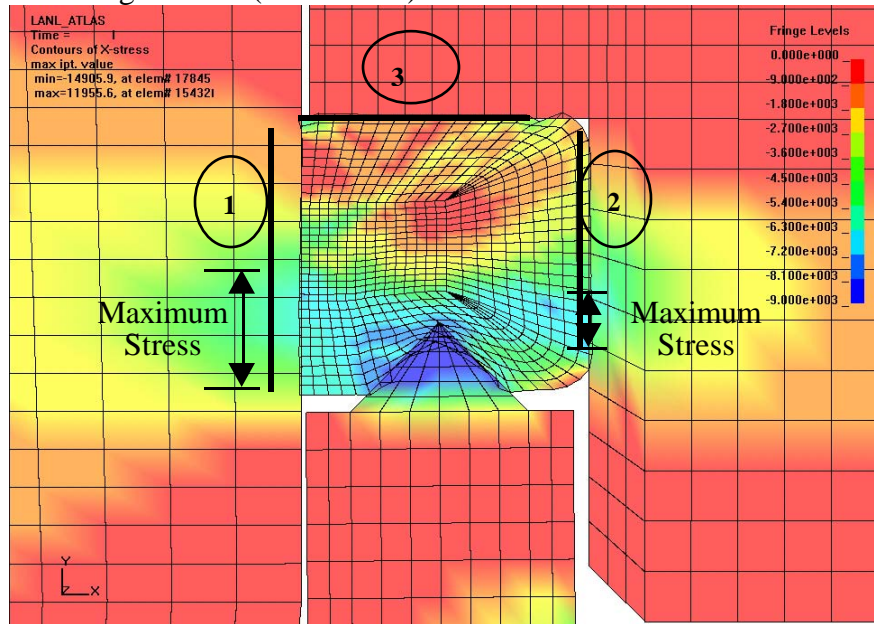 LANL_ATLAS
Time = 1
Contours of X-stress
max ipt. value
min=-14905.9, at elem# 17845
max=11955.6, at elem# 15432
Fringe Levels
0.000e+000
-9.000e+002
-1.800e+003
-2.700e+003
-3.600e+003
-4.500e+003
-5.400e+003
-6.300e+003
-7.200e+003
-8.100e+003
-9.000e+003
3
1
2
Maximum
Stress
Maximum
Stress
Y
Z X